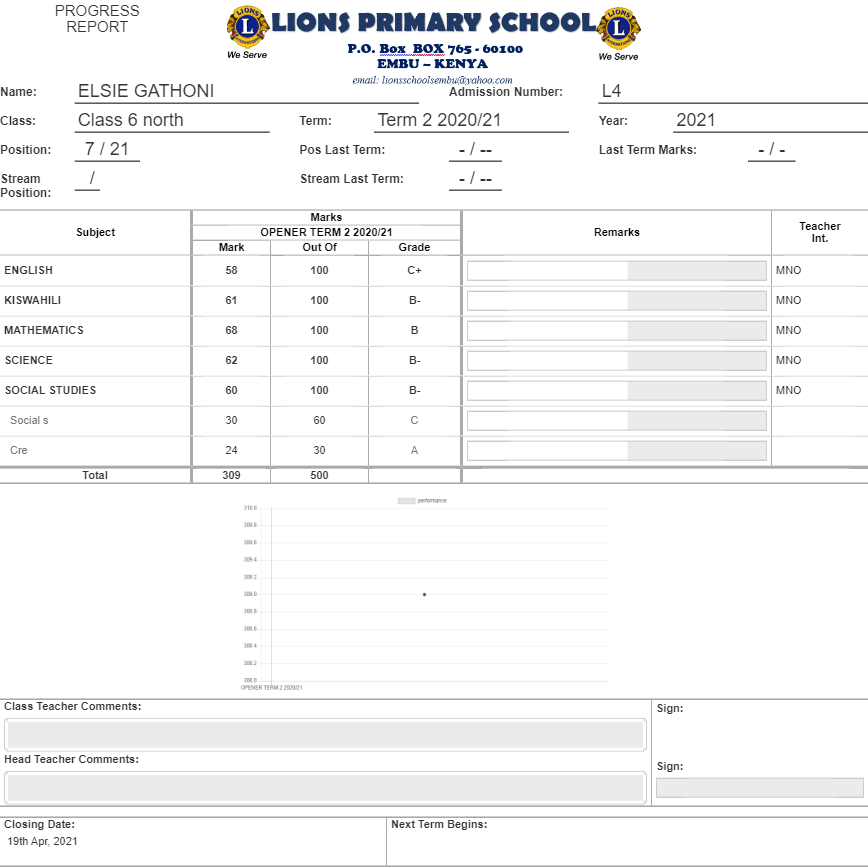 PROGRESS
REPORT
LIONS PRIMARY SCHOOL
We Serve
We Serve
P.O. Box BOX 765 - 60100
EMBU – KENYA
email: lionsschoolsembu@yahoo.com
Name: ELSIE GATHONI Admission Number: L4
Class: Class 6 north Term: Term 2 2020/21 Year: 2021
Position: 7 / 21 Pos Last Term: - / -- Last Term Marks: - / -
Stream Position: / Stream Last Term: - / --
Subject Marks Remarks Teacher Int.
OPENER TERM 2 2020/21
Mark Out Of Grade
ENGLISH 58 100 C+ MNO
KISWAHILI 61 100 B- MNO
MATHEMATICS 68 100 B MNO
SCIENCE 62 100 B- MNO
SOCIAL STUDIES 60 100 B- MNO
Social s 30 60 C
Cre 24 30 A
Total 309 500
performance
310.0
309.8
309.6
309.4
309.2
309.0
308.8
308.6
308.4
308.2
308.0
OPENER TERM 2 2020/21
Class Teacher Comments: Sign:
Head Teacher Comments: Sign:
Closing Date: Next Term Begins:
19th Apr, 2021